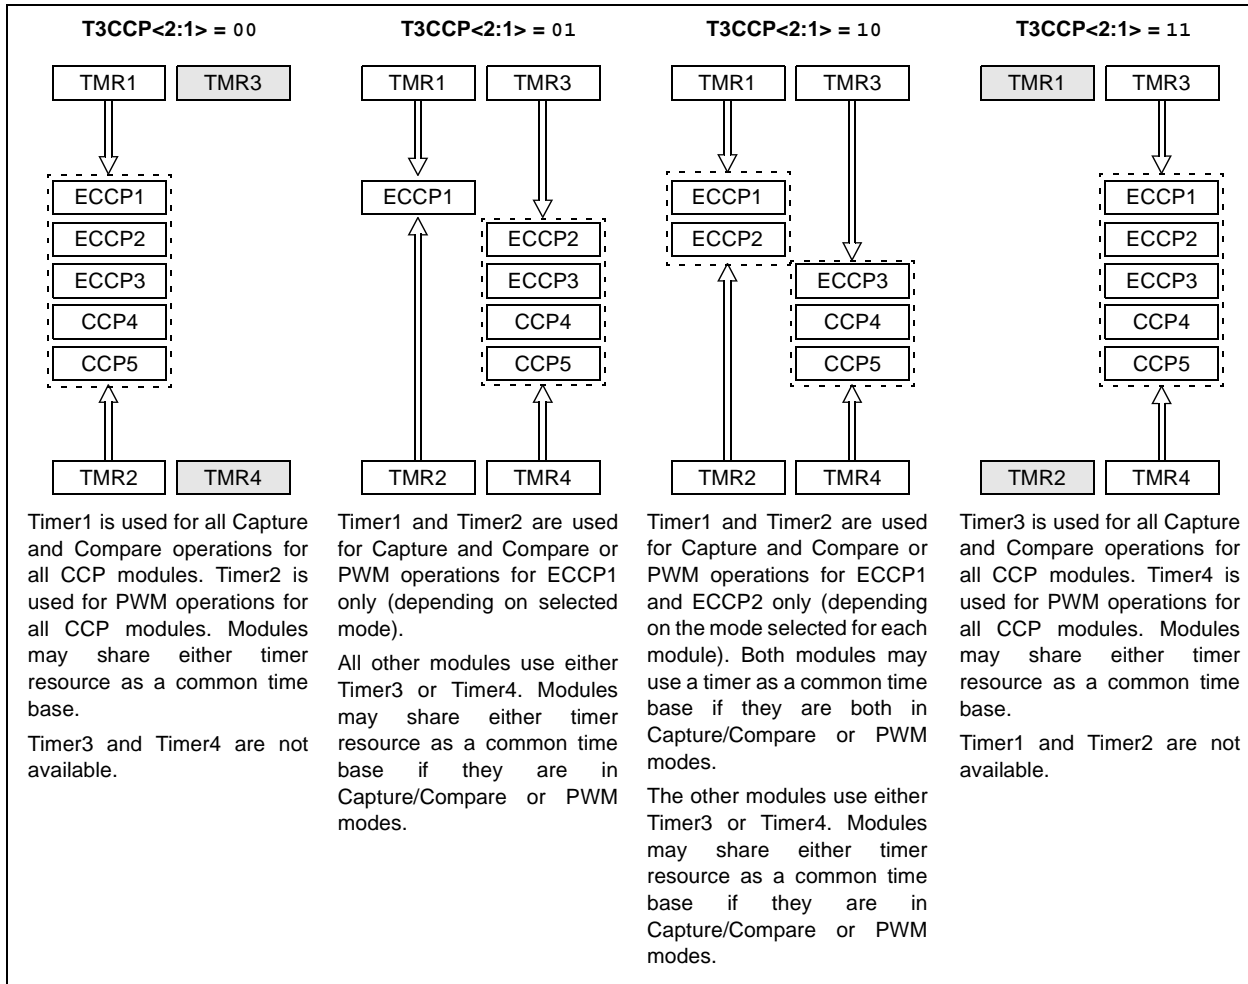 T3CCP<2:1> = 00
TMR1
TMR3
ECCP1
ECCP2
ECCP3
CCP4
CCP5
TMR2
TMR4
Timer1 is used for all Capture
and Compare operations for
all CCP modules. Timer2 is
used for PWM operations for
all CCP modules. Modules
may share either timer
resource as a common time
base.
Timer3 and Timer4 are not
available.
T3CCP<2:1> = 01
TMR1
TMR3
ECCP1
ECCP2
ECCP3
CCP4
CCP5
TMR2
TMR4
Timer1 and Timer2 are used
for Capture and Compare or
PWM operations for ECCP1
only (depending on selected
mode).
All other modules use either
Timer3 or Timer4. Modules
may share either timer
resource as a common time
base if they are in
Capture/Compare or PWM
modes.
T3CCP<2:1> = 10
TMR1
TMR3
ECCP1
ECCP2
ECCP3
CCP4
CCP5
TMR2
TMR4
Timer1 and Timer2 are used
for Capture and Compare or
PWM operations for ECCP1
and ECCP2 only (depending
on the mode selected for each
module). Both modules may
use a timer as a common time
base if they are both in
Capture/Compare or PWM
modes.
The other modules use either
Timer3 or Timer4. Modules
may share either timer
resource as a common time
base if they are in
Capture/Compare or PWM
modes.
T3CCP<2:1> = 11
TMR1
TMR3
ECCP1
ECCP2
ECCP3
CCP4
CCP5
TMR2
TMR4
Timer3 is used for all Capture
and Compare operations for
all CCP modules. Timer4 is
used for PWM operations for
all CCP modules. Modules
may share either timer
resource as a common time
base.
Timer1 and Timer2 are not
available.